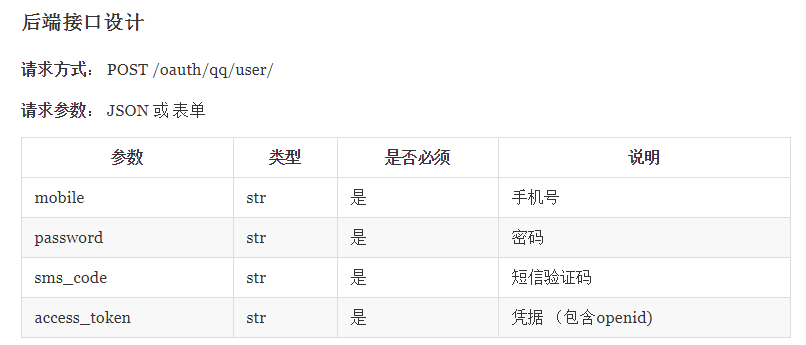 后端接口设计
请求方式： POST /oauth/qq/user/
请求参数： JSON 或 表单
参数 类型 是否必须 说明
mobile str 是 手机号
password str 是 密码
sms_code str 是 短信验证码
access_token str 是 凭据 （包含openid)